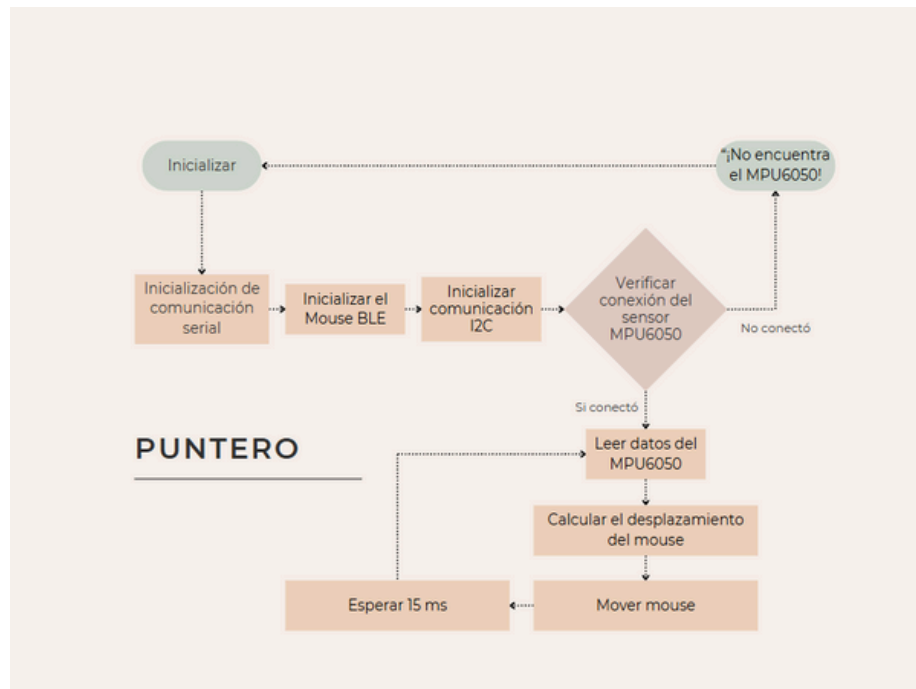 Inicializar
“¡No encuentra
el MPU6050!
Inicialización de
comunicación
serial
Inicializar el
Mouse BLE
Inicializar
comunicación
I2C
Verificar
conexión del
sensor
MPU6050
No conectó
Si conectó
PUNTERO
Leer datos del
MPU6050
Calcular el desplazamiento
del mouse
Esperar 15 ms
Mover mouse